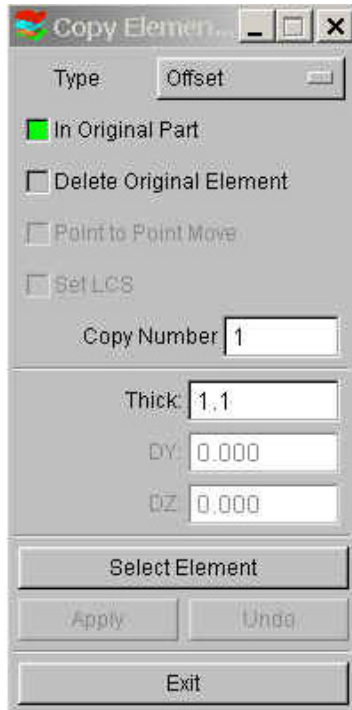 Copy Elemen...
Type Offset
In Original Part
Delete Original Element
Point to Point Move
Set LCS
Copy Number 1
Thick: 1.1
DY: 0.000
DZ: 0.000
Select Element
Apply Undo
Exit